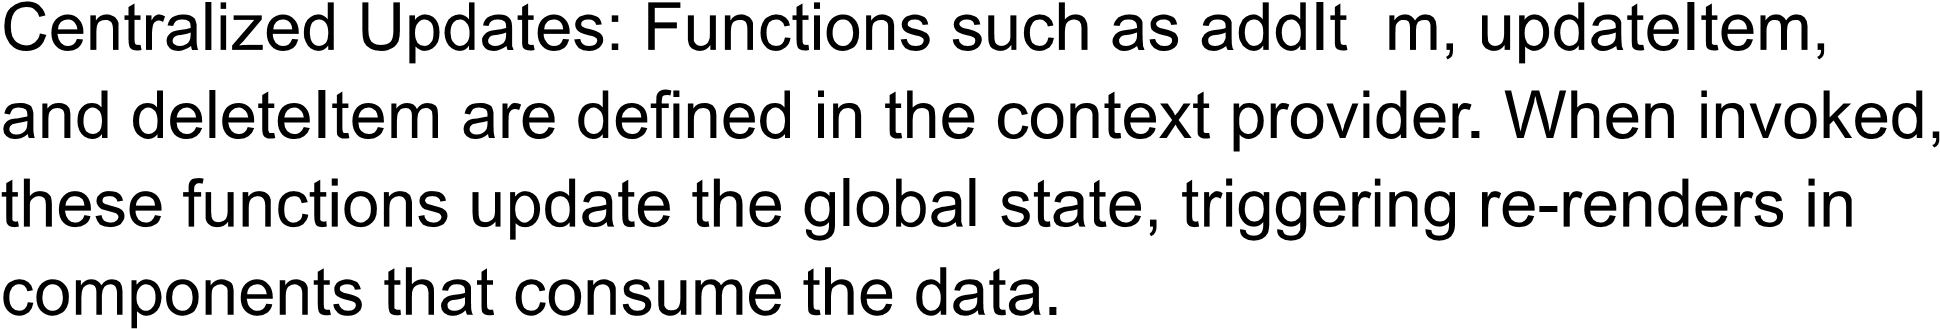 Centralized Updates: Functions such as addIt m, updateItem,
and deleteItem are defined in the context provider. When invoked,
these functions update the global state, triggering re-renders in
components that consume the data.